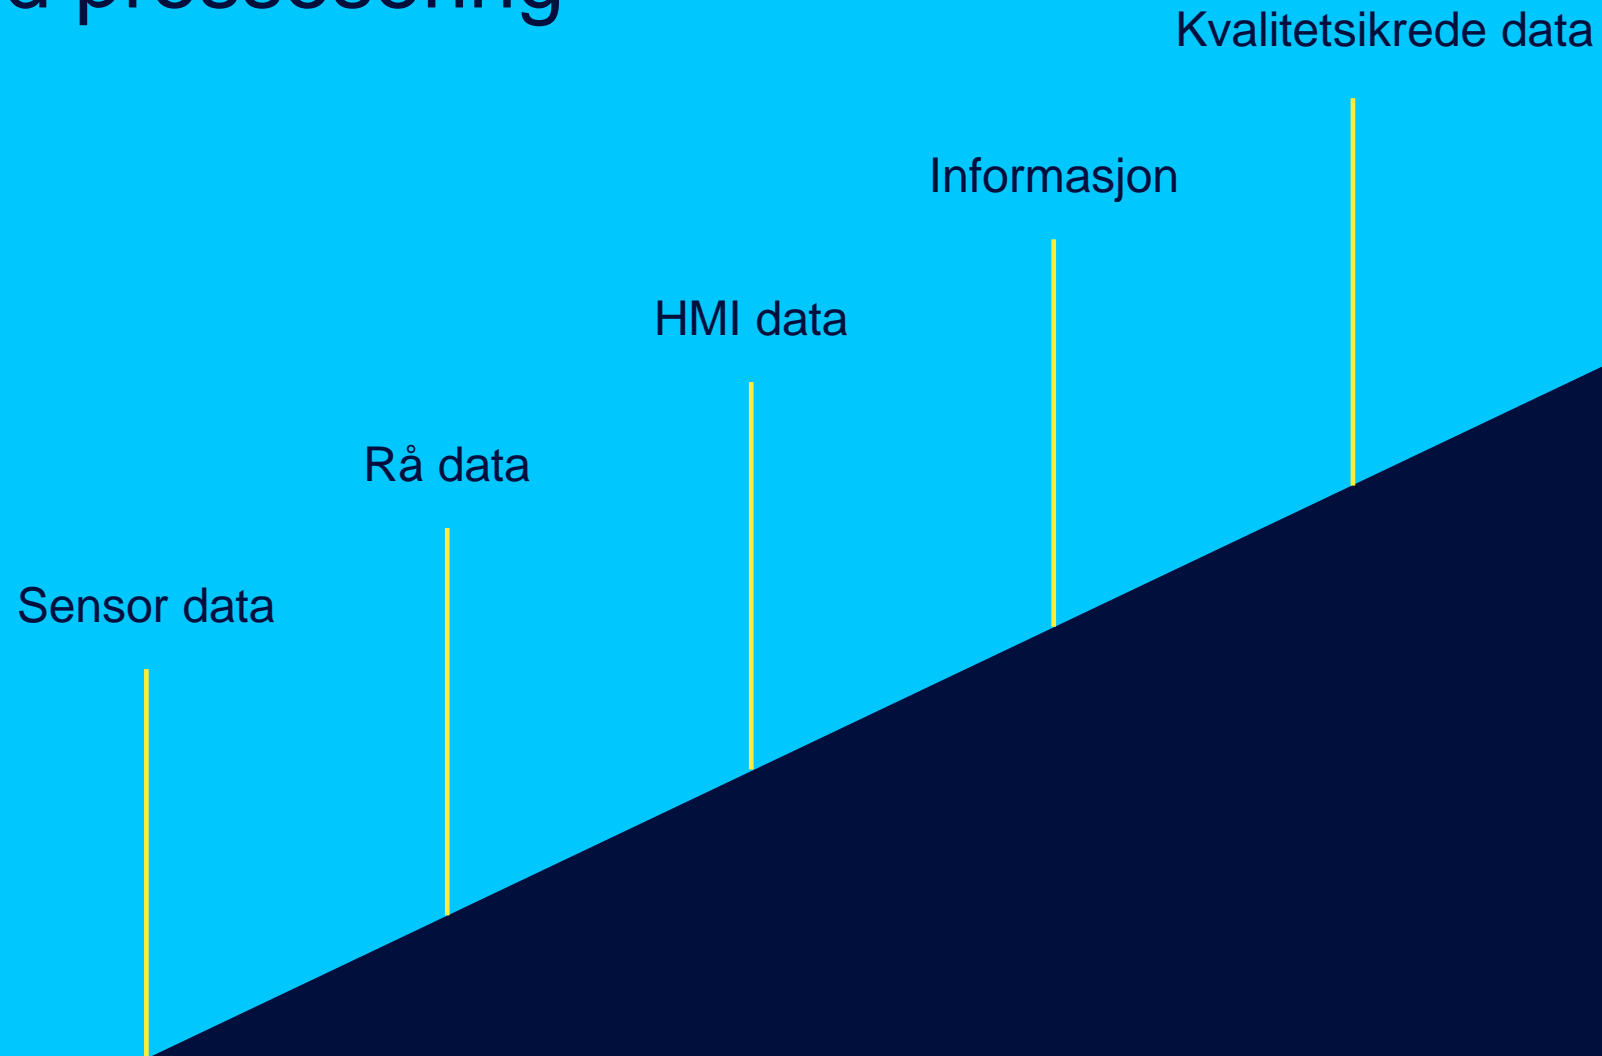 Kvalitetsikrede data
Informasjon
HMI data
Rå data
Sensor data